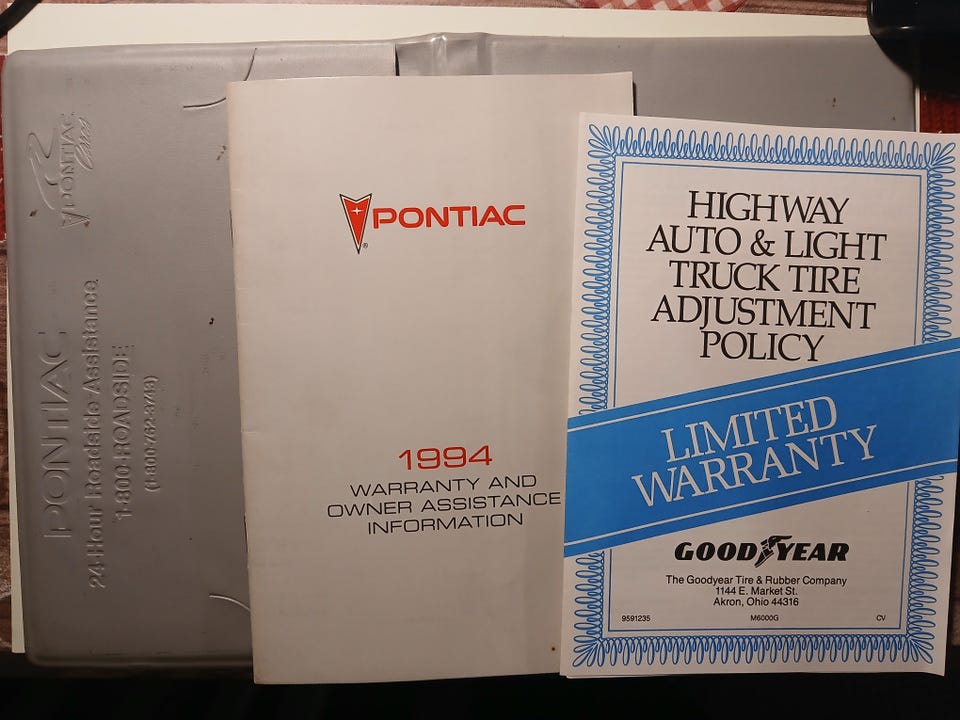 PONTIAC
Cares
PONTIAC
24-Hour Roadside Assistance
1-800-ROADSIDE
(1-800-762-3743)
PONTIAC
®
1994
WARRANTY AND
OWNER ASSISTANCE
INFORMATION
HIGHWAY
AUTO & LIGHT
TRUCK TIRE
ADJUSTMENT
POLICY
LIMITED
WARRANTY
GOODYEAR
The Goodyear Tire & Rubber Company
1144 E. Market St.
Akron, Ohio 44316
9591235 M6000G CV